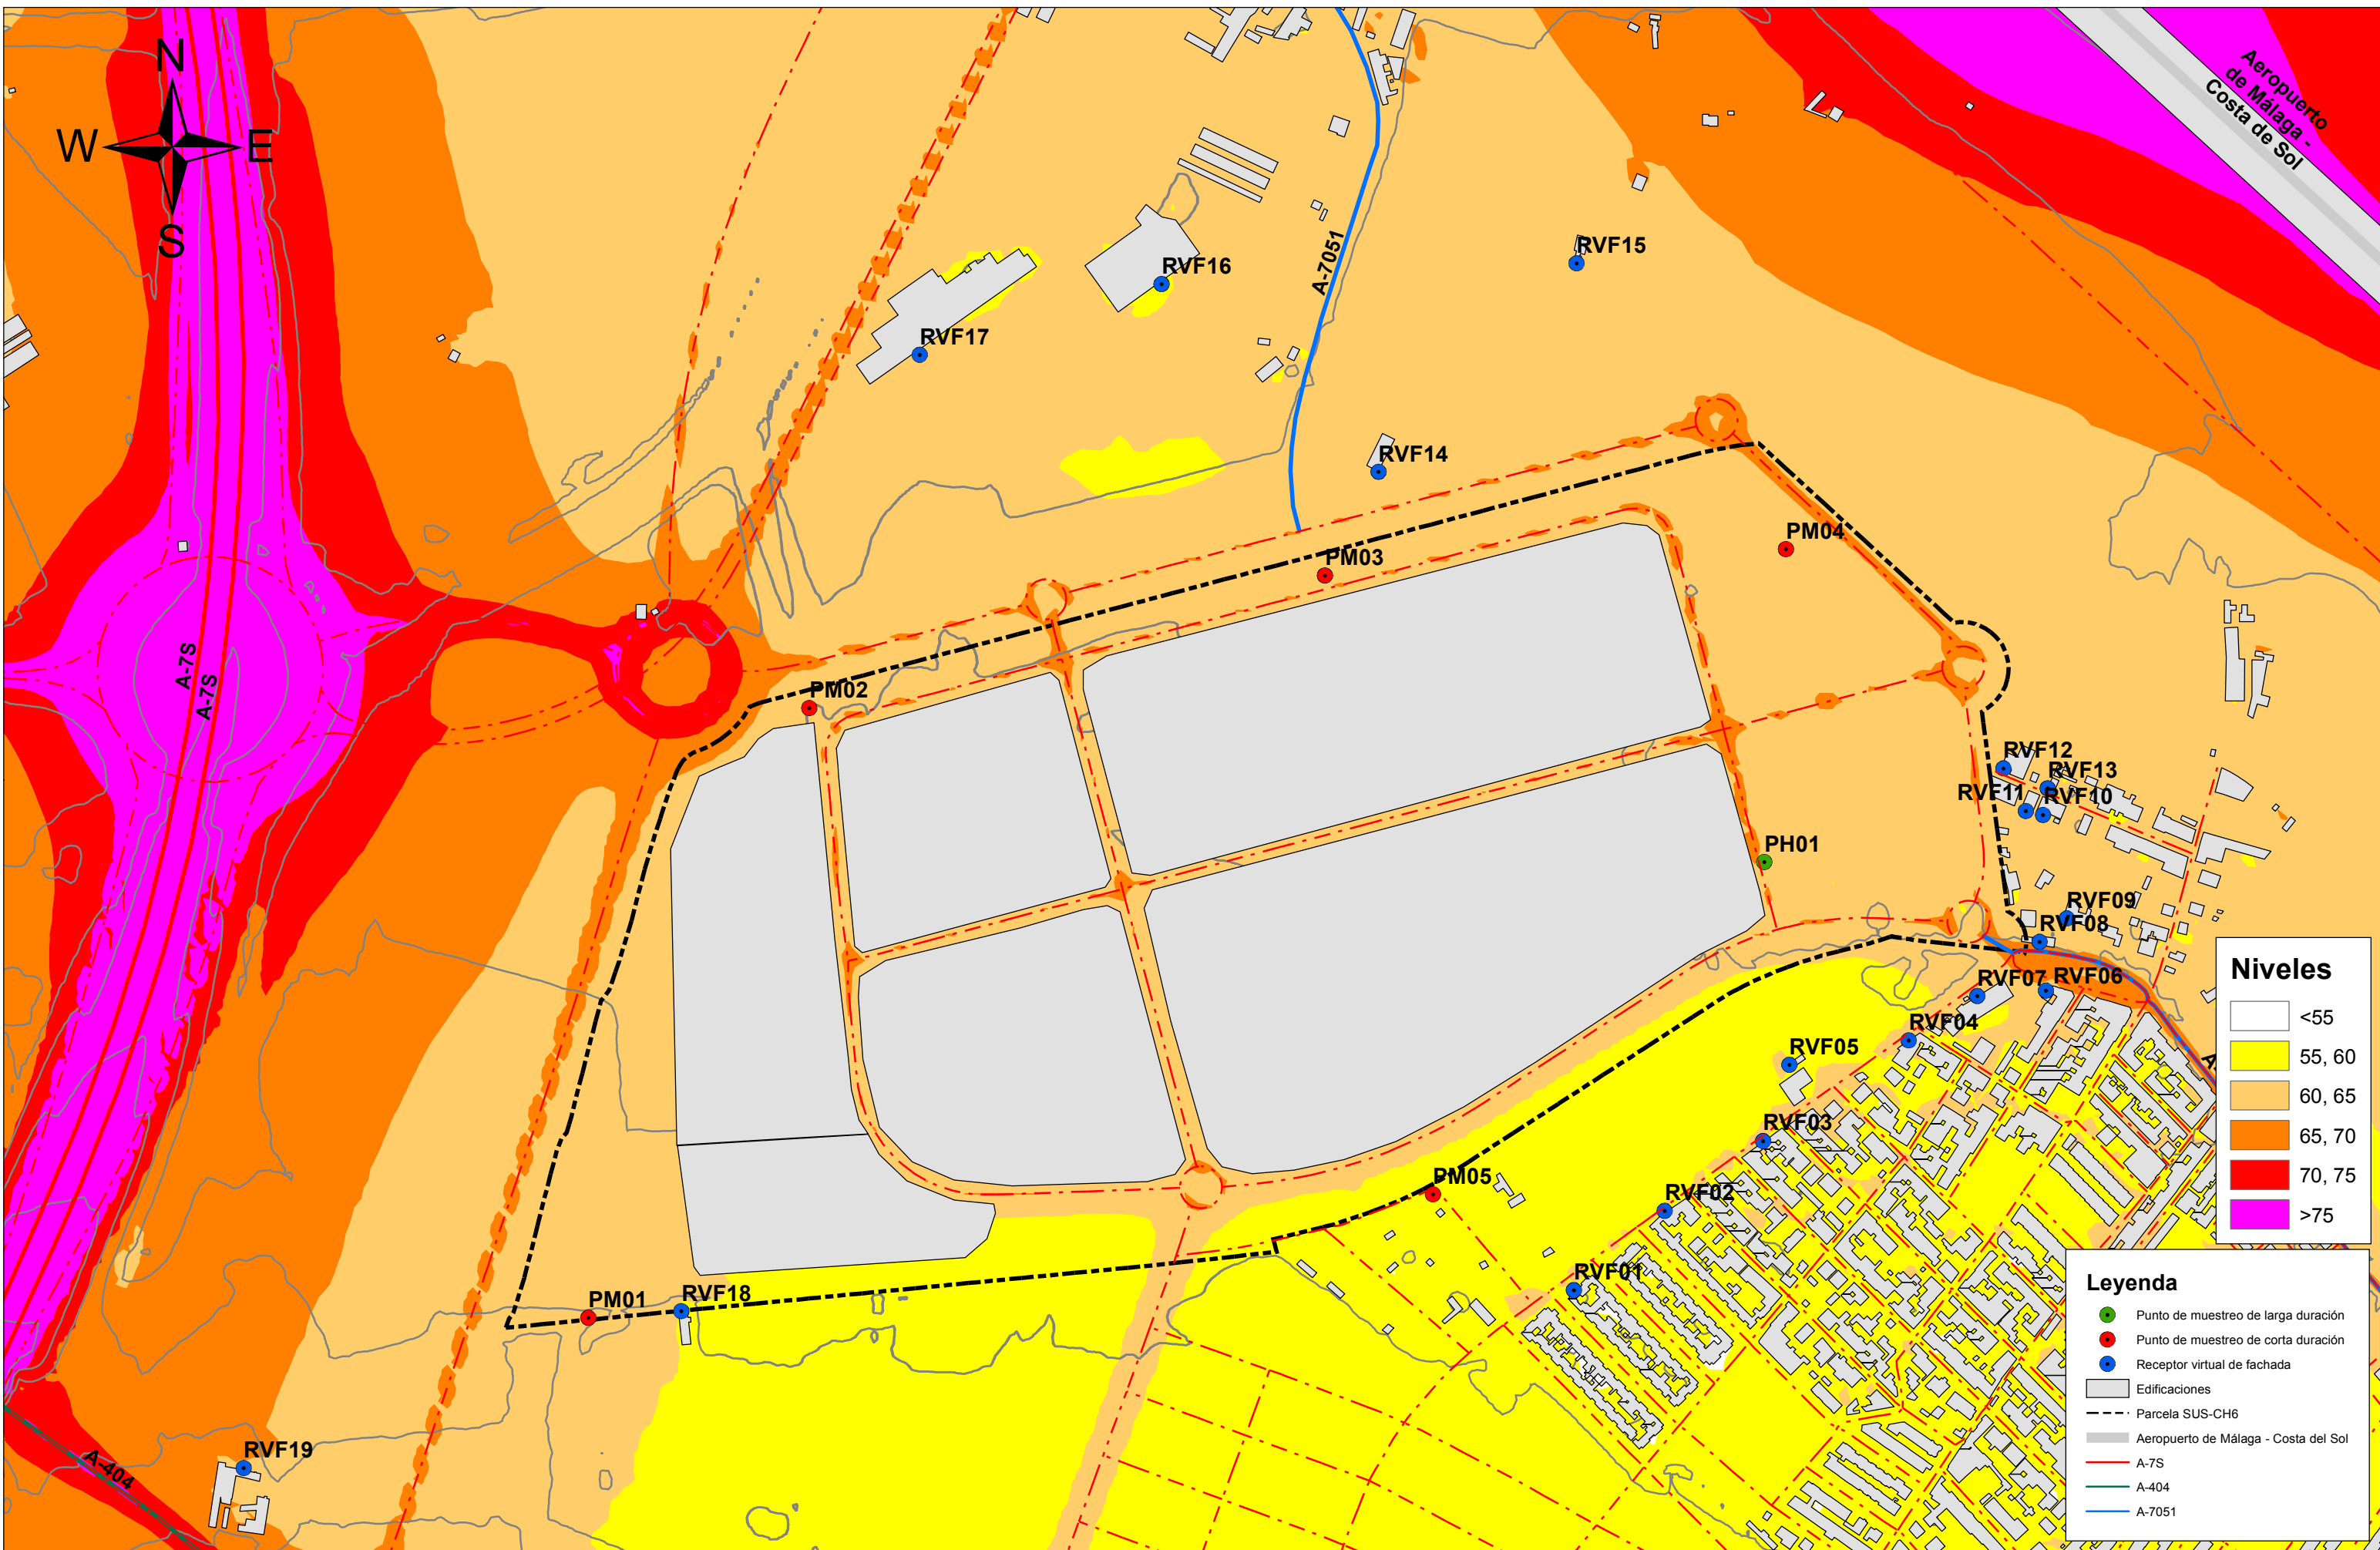 N
W
E
S
Aeropuerto
de Málaga -
Costa de Sol
RVF15
RVF16
A-7051
RVF17
RVF14
PM04
PM03
A-7S
A-7S
PM02
RVF12
RVF13
RVF11
RVF10
PH01
RVF09
RVF08
RVF07
RVF06
RVF04
RVF05
RVF03
PM05
RVF02
RVF01
PM01
RVF18
RVF19
A-404
Niveles
<55
55, 60
60, 65
65, 70
70, 75
>75
Leyenda
Punto de muestreo de larga duración
Punto de muestreo de corta duración
Receptor virtual de fachada
Edificaciones
Parcela SUS-CH6
Aeropuerto de Málaga - Costa del Sol
A-7S
A-404
A-7051